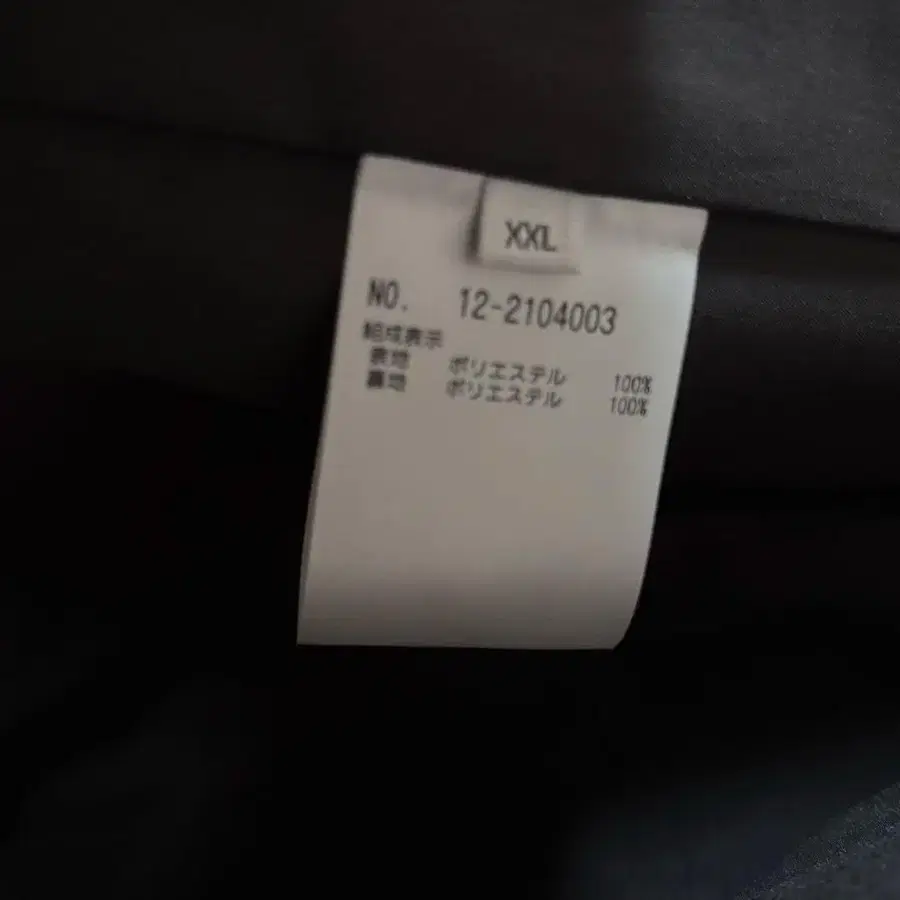 XXL
NO. 12-2104003
組成表示
表地 ポリエステル 100%
裏地 ポリエステル 100%